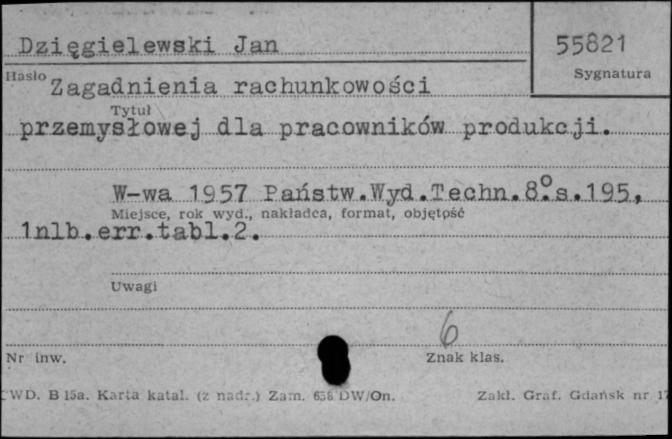 Dzięgielewski Jan
55821
Hasło
Sygnatura
Zagadnienia rachunkowości
Tytuł
przemysłowej dla pracowników produkcji.
W-wa 1957 Państw.Wyd.Techn.8°.s.195,
Miejsce, rok wyd., nakładca, format, objętość
1nlb.err.tabl.2.
Uwagi
6
Nr inw.
Znak klas.
CWD. B 15a. Karta katal. (z nadr.) Zam. 658 DW/On.
Zakł. Graf. Gdańsk nr